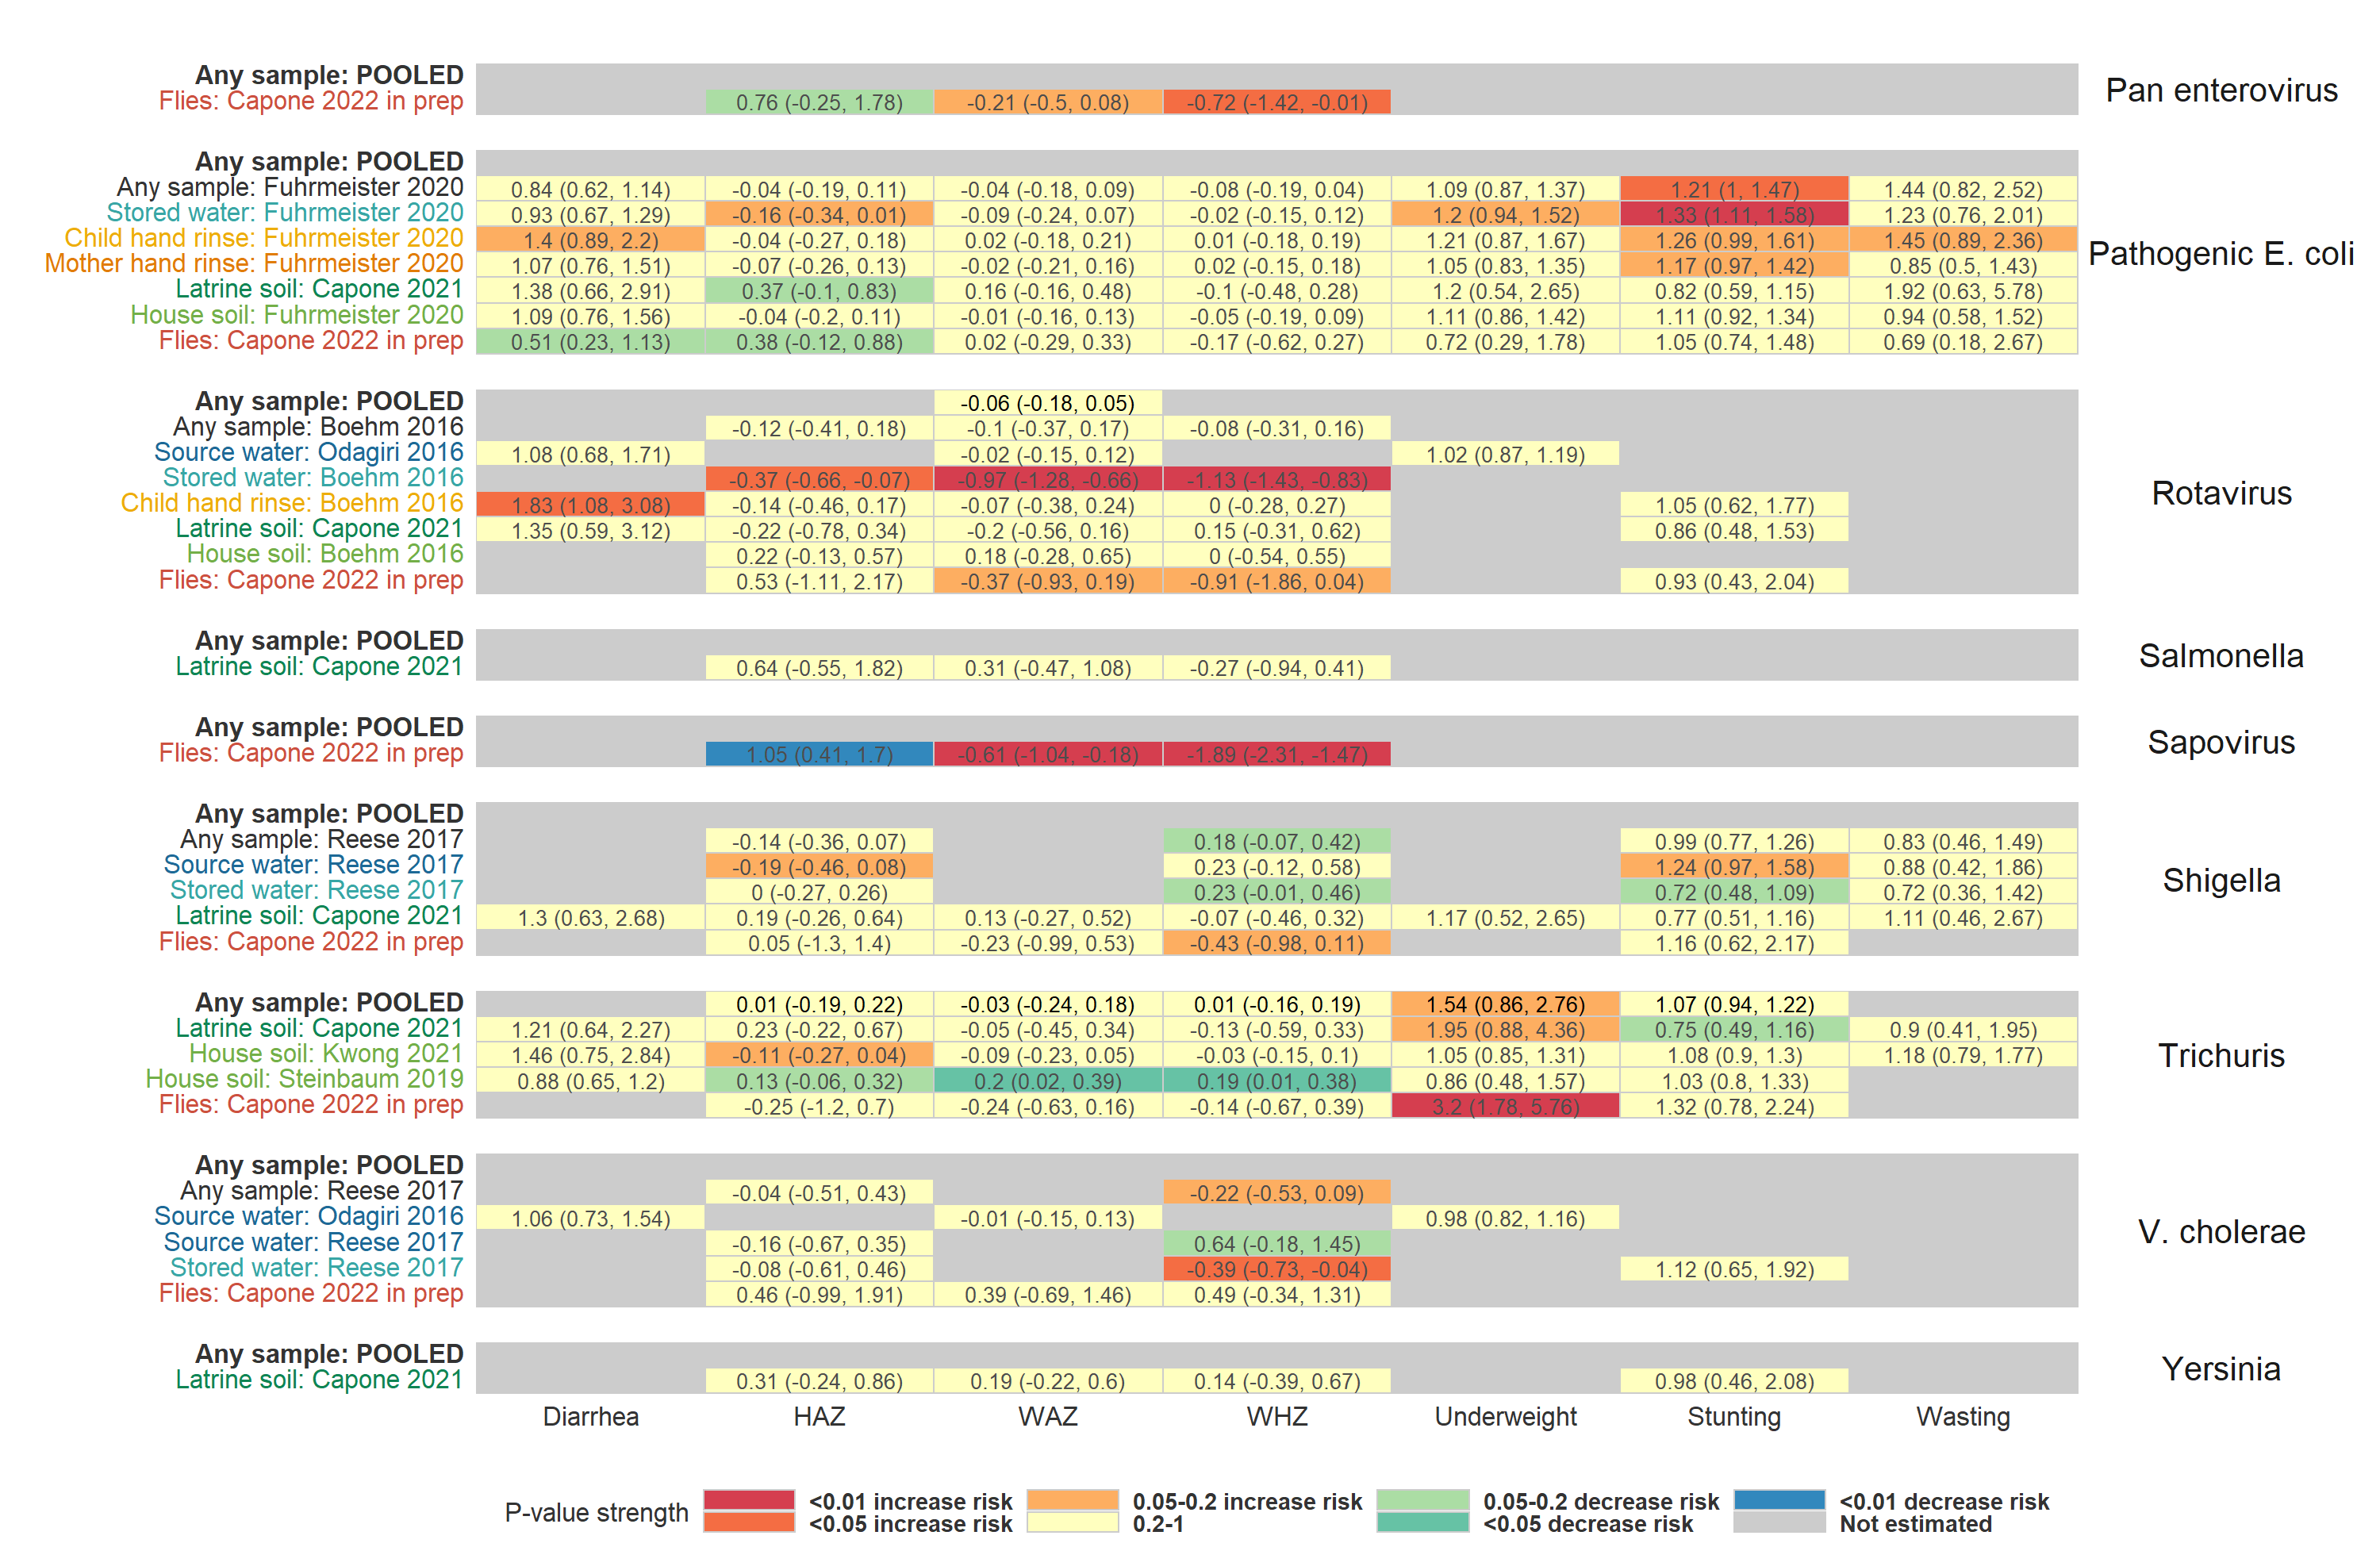 Any sample: POOLED
Flies: Capone 2022 in prep 0.76 (-0.25, 1.78) -0.21 (-0.5, 0.08) -0.72 (-1.42, -0.01)
Pan enterovirus
Any sample: POOLED
Any sample: Fuhrmeister 2020 0.84 (0.62, 1.14) -0.04 (-0.19, 0.11) -0.04 (-0.18, 0.09) -0.08 (-0.19, 0.04) 1.09 (0.87, 1.37) 1.21 (1, 1.47) 1.44 (0.82, 2.52)
Stored water: Fuhrmeister 2020 0.93 (0.67, 1.29) -0.16 (-0.34, 0.01) -0.09 (-0.24, 0.07) -0.02 (-0.15, 0.12) 1.2 (0.94, 1.52) 1.33 (1.11, 1.58) 1.23 (0.76, 2.01)
Child hand rinse: Fuhrmeister 2020 1.4 (0.89, 2.2) -0.04 (-0.27, 0.18) 0.02 (-0.18, 0.21) 0.01 (-0.18, 0.19) 1.21 (0.87, 1.67) 1.26 (0.99, 1.61) 1.45 (0.89, 2.36)
Mother hand rinse: Fuhrmeister 2020 1.07 (0.76, 1.51) -0.07 (-0.26, 0.13) -0.02 (-0.21, 0.16) 0.02 (-0.15, 0.18) 1.05 (0.83, 1.35) 1.17 (0.97, 1.42) 0.85 (0.5, 1.43)
Latrine soil: Capone 2021 1.38 (0.66, 2.91) 0.37 (-0.1, 0.83) 0.16 (-0.16, 0.48) -0.1 (-0.48, 0.28) 1.2 (0.54, 2.65) 0.82 (0.59, 1.15) 1.92 (0.63, 5.78)
House soil: Fuhrmeister 2020 1.09 (0.76, 1.56) -0.04 (-0.2, 0.11) -0.01 (-0.16, 0.13) -0.05 (-0.19, 0.09) 1.11 (0.86, 1.42) 1.11 (0.92, 1.34) 0.94 (0.58, 1.52)
Flies: Capone 2022 in prep 0.51 (0.23, 1.13) 0.38 (-0.12, 0.88) 0.02 (-0.29, 0.33) -0.17 (-0.62, 0.27) 0.72 (0.29, 1.78) 1.05 (0.74, 1.48) 0.69 (0.18, 2.67)
Pathogenic E. coli
Any sample: POOLED -0.06 (-0.18, 0.05)
Any sample: Boehm 2016 -0.12 (-0.41, 0.18) -0.1 (-0.37, 0.17) -0.08 (-0.31, 0.16)
Source water: Odagiri 2016 1.08 (0.68, 1.71) -0.02 (-0.15, 0.12) 1.02 (0.87, 1.19)
Stored water: Boehm 2016 -0.37 (-0.66, -0.07) -0.97 (-1.28, -0.66) -1.13 (-1.43, -0.83)
Child hand rinse: Boehm 2016 1.83 (1.08, 3.08) -0.14 (-0.46, 0.17) -0.07 (-0.38, 0.24) 0 (-0.28, 0.27) 1.05 (0.62, 1.77)
Latrine soil: Capone 2021 1.35 (0.59, 3.12) -0.22 (-0.78, 0.34) -0.2 (-0.56, 0.16) 0.15 (-0.31, 0.62) 0.86 (0.48, 1.53)
House soil: Boehm 2016 0.22 (-0.13, 0.57) 0.18 (-0.28, 0.65) 0 (-0.54, 0.55)
Flies: Capone 2022 in prep 0.53 (-1.11, 2.17) -0.37 (-0.93, 0.19) -0.91 (-1.86, 0.04) 0.93 (0.43, 2.04)
Rotavirus
Any sample: POOLED
Latrine soil: Capone 2021 0.64 (-0.55, 1.82) 0.31 (-0.47, 1.08) -0.27 (-0.94, 0.41)
Salmonella
Any sample: POOLED
Flies: Capone 2022 in prep 1.05 (0.41, 1.7) -0.61 (-1.04, -0.18) -1.89 (-2.31, -1.47)
Sapovirus
Any sample: POOLED
Any sample: Reese 2017 -0.14 (-0.36, 0.07) 0.18 (-0.07, 0.42) 0.99 (0.77, 1.26) 0.83 (0.46, 1.49)
Source water: Reese 2017 -0.19 (-0.46, 0.08) 0.23 (-0.12, 0.58) 1.24 (0.97, 1.58) 0.88 (0.42, 1.86)
Stored water: Reese 2017 0 (-0.27, 0.26) 0.23 (-0.01, 0.46) 0.72 (0.48, 1.09) 0.72 (0.36, 1.42)
Latrine soil: Capone 2021 1.3 (0.63, 2.68) 0.19 (-0.26, 0.64) 0.13 (-0.27, 0.52) -0.07 (-0.46, 0.32) 1.17 (0.52, 2.65) 0.77 (0.51, 1.16) 1.11 (0.46, 2.67)
Flies: Capone 2022 in prep 0.05 (-1.3, 1.4) -0.23 (-0.99, 0.53) -0.43 (-0.98, 0.11) 1.16 (0.62, 2.17)
Shigella
Any sample: POOLED 0.01 (-0.19, 0.22) -0.03 (-0.24, 0.18) 0.01 (-0.16, 0.19) 1.54 (0.86, 2.76) 1.07 (0.94, 1.22)
Latrine soil: Capone 2021 1.21 (0.64, 2.27) 0.23 (-0.22, 0.67) -0.05 (-0.45, 0.34) -0.13 (-0.59, 0.33) 1.95 (0.88, 4.36) 0.75 (0.49, 1.16) 0.9 (0.41, 1.95)
House soil: Kwong 2021 1.46 (0.75, 2.84) -0.11 (-0.27, 0.04) -0.09 (-0.23, 0.05) -0.03 (-0.15, 0.1) 1.05 (0.85, 1.31) 1.08 (0.9, 1.3) 1.18 (0.79, 1.77)
House soil: Steinbaum 2019 0.88 (0.65, 1.2) 0.13 (-0.06, 0.32) 0.2 (0.02, 0.39) 0.19 (0.01, 0.38) 0.86 (0.48, 1.57) 1.03 (0.8, 1.33)
Flies: Capone 2022 in prep -0.25 (-1.2, 0.7) -0.24 (-0.63, 0.16) -0.14 (-0.67, 0.39) 3.2 (1.78, 5.76) 1.32 (0.78, 2.24)
Trichuris
Any sample: POOLED
Any sample: Reese 2017 -0.04 (-0.51, 0.43) -0.22 (-0.53, 0.09)
Source water: Odagiri 2016 1.06 (0.73, 1.54) -0.01 (-0.15, 0.13) 0.98 (0.82, 1.16)
Source water: Reese 2017 -0.16 (-0.67, 0.35) 0.64 (-0.18, 1.45)
Stored water: Reese 2017 -0.08 (-0.61, 0.46) -0.39 (-0.73, -0.04) 1.12 (0.65, 1.92)
Flies: Capone 2022 in prep 0.46 (-0.99, 1.91) 0.39 (-0.69, 1.46) 0.49 (-0.34, 1.31)
V. cholerae
Any sample: POOLED
Latrine soil: Capone 2021 0.31 (-0.24, 0.86) 0.19 (-0.22, 0.6) 0.14 (-0.39, 0.67) 0.98 (0.46, 2.08)
Yersinia
Diarrhea HAZ WAZ WHZ Underweight Stunting Wasting
P-value strength
<0.01 increase risk 0.05-0.2 increase risk 0.05-0.2 decrease risk <0.01 decrease risk
<0.05 increase risk 0.2-1 <0.05 decrease risk Not estimated